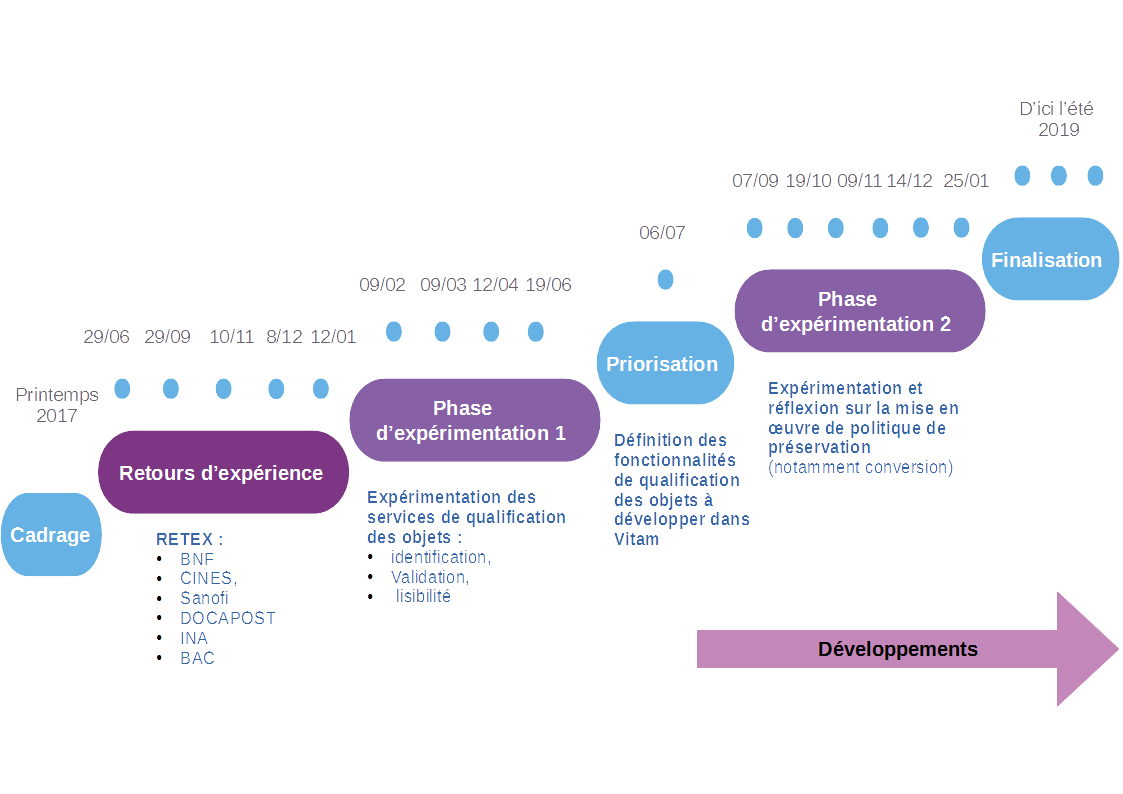 Printemps
2017
Cadrage
29/06 29/09 10/11 8/12 12/01
Retours d’expérience
RETEX :
• BNF
• CINES,
• Sanofi
• DOCAPOST
• INA
• BAC
09/02 09/03 12/04 19/06
Phase
d’expérimentation 1
Expérimentation des
services de qualification
des objets :
• identification,
• Validation,
• lisibilité
06/07
Priorisation
Définition des
fonctionnalités
de qualification
des objets à
développer dans
Vitam
07/09 19/10 09/11 14/12 25/01
Phase
d’expérimentation 2
Expérimentation et
réflexion sur la mise en
œuvre de politique de
préservation
(notamment conversion)
D’ici l’été
2019
Finalisation
Développements